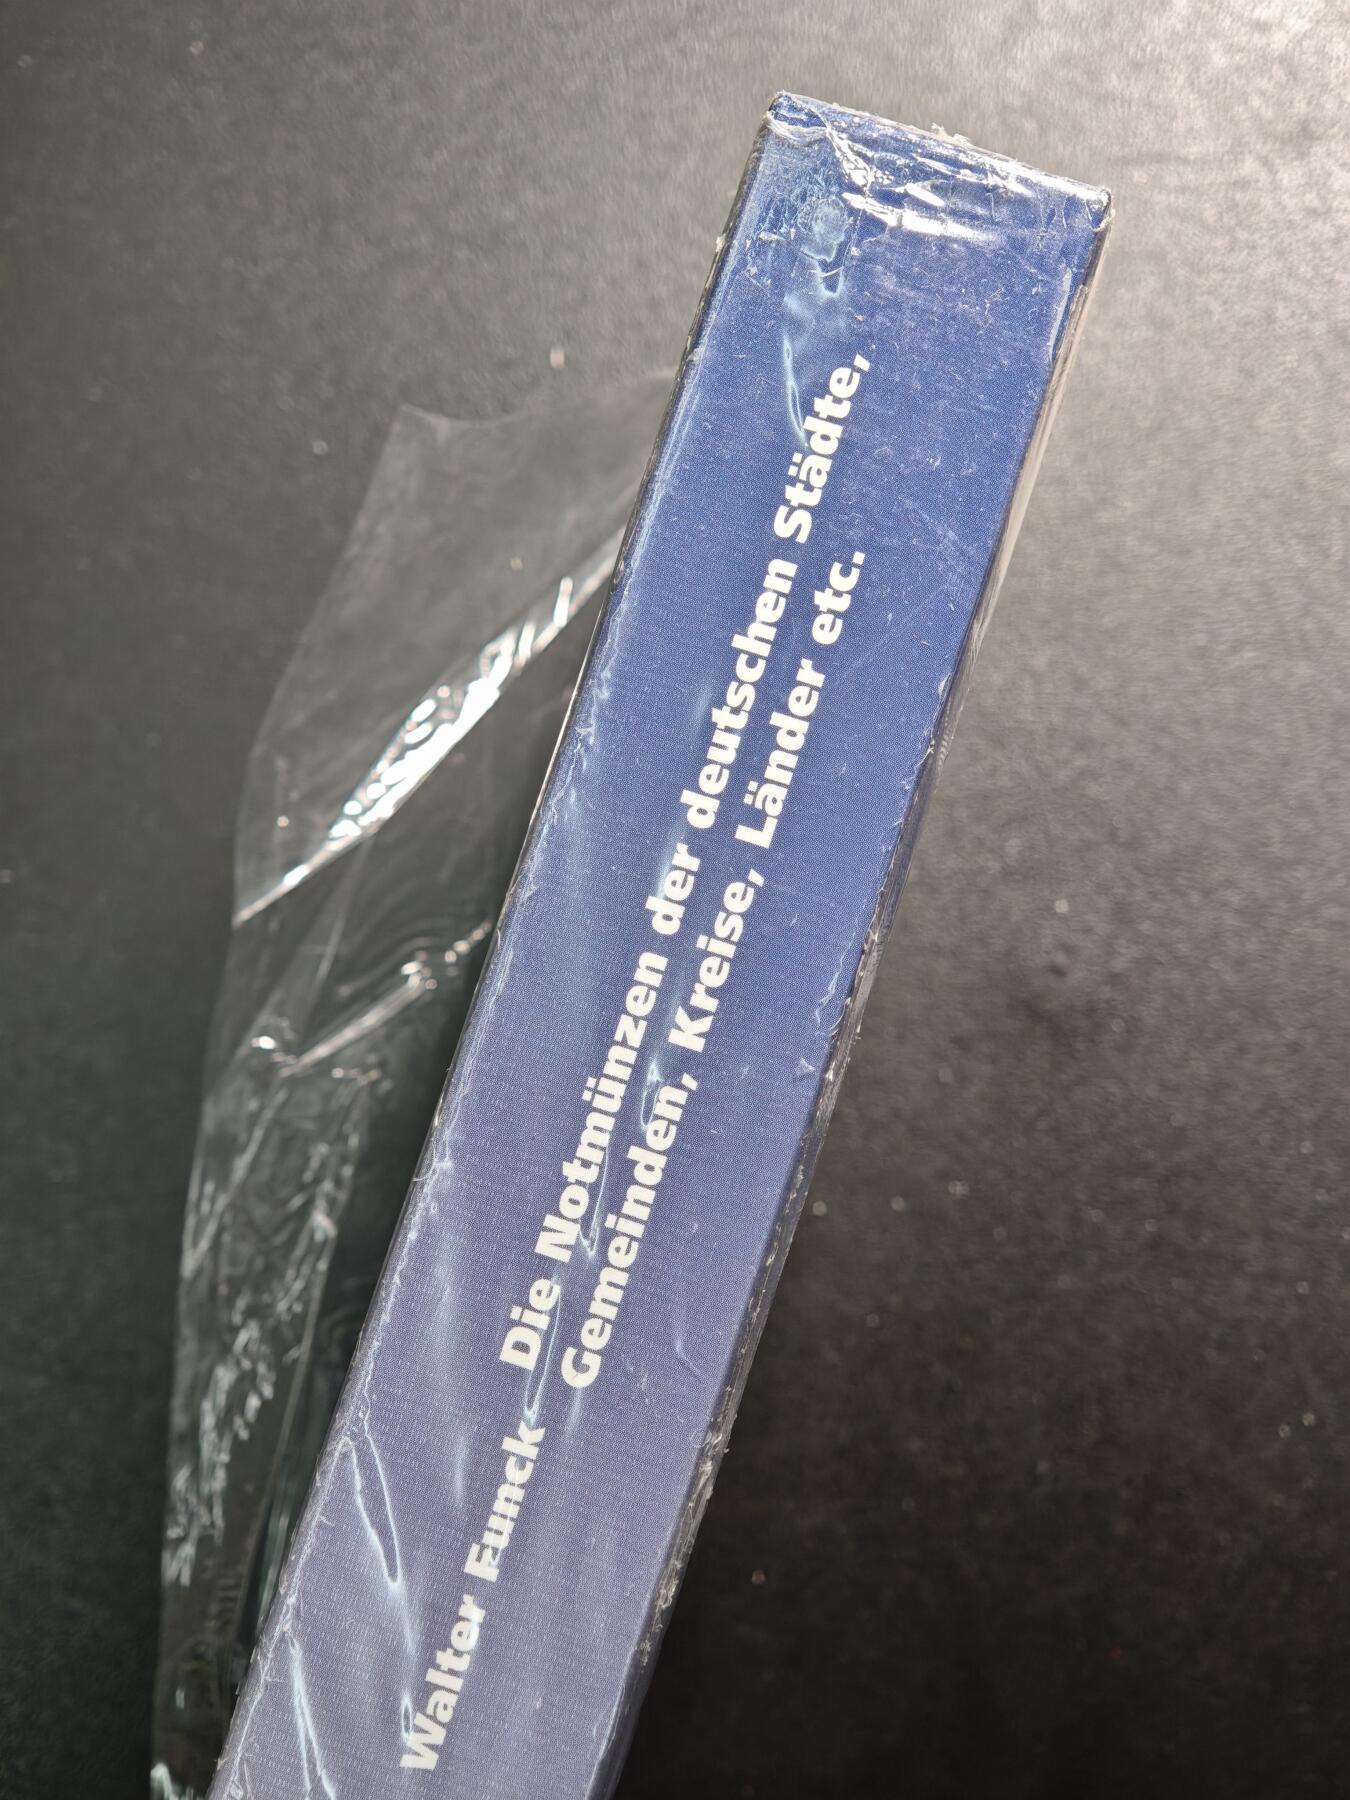 Walter Funck
Die Notmünzen der deutschen Städte,
Gemeinden, Kreise, Länder etc.